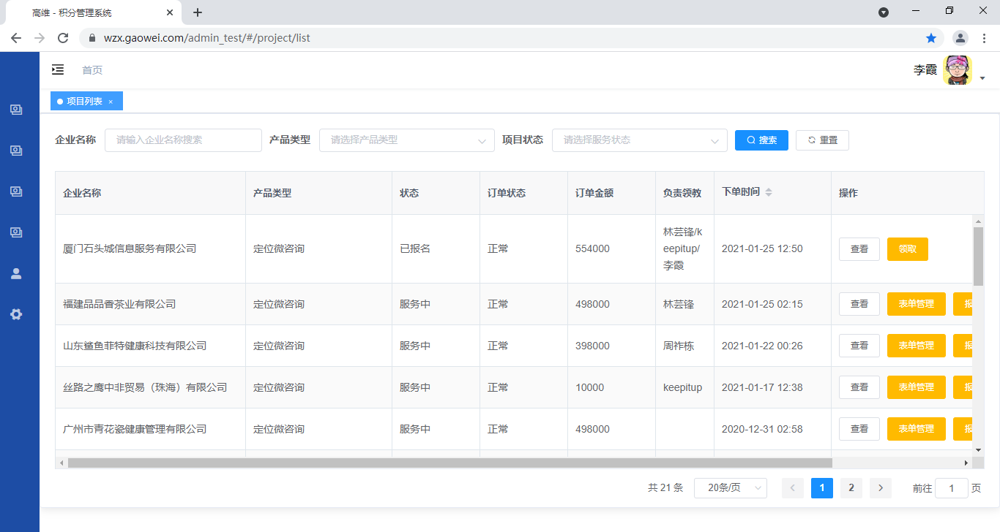 高维 - 积分管理系统
wzx.gaowei.com/admin_test/#/project/list
首页
李霞
项目列表
企业名称 请输入企业名称搜索 产品类型 请选择产品类型 项目状态 请选择服务状态 搜索 重置
企业名称 产品类型 状态 订单状态 订单金额 负责领教 下单时间 操作
厦门石头城信息服务有限公司 定位微咨询 已报名 正常 554000 林芸锋/k
eepitup/
李霞 2021-01-25 12:50 查看 领取
福建品品香茶业有限公司 定位微咨询 服务中 正常 498000 林芸锋 2021-01-25 02:15 查看 表单管理
山东鲨鱼菲特健康科技有限公司 定位微咨询 服务中 正常 398000 周祚栋 2021-01-22 00:26 查看 表单管理
丝路之鹰中非贸易（珠海）有限公司 定位微咨询 服务中 正常 10000 keepitup 2021-01-17 12:38 查看 表单管理
广州市青花瓷健康管理有限公司 定位微咨询 服务中 正常 498000 2020-12-31 02:58 查看 表单管理
共 21 条 20条/页 1 2 前往 1 页